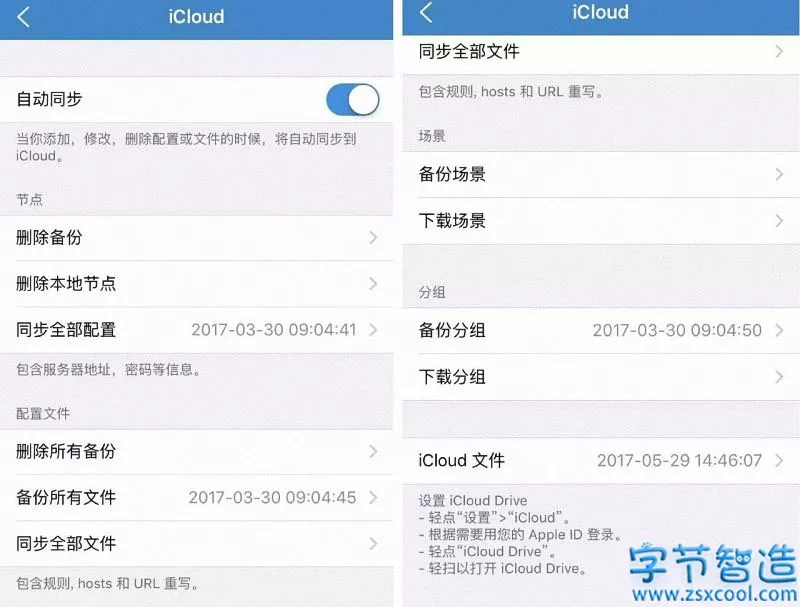 iCloud
自动同步
当你添加，修改，删除配置或文件的时候，将自动同步到
iCloud。
节点
删除备份
删除本地节点
同步全部配置 2017-03-30 09:04:41
包含服务器地址，密码等信息。
配置文件
删除所有备份
备份所有文件 2017-03-30 09:04:45
同步全部文件
包含规则, hosts 和 URL 重写。
iCloud
同步全部文件
包含规则, hosts 和 URL 重写。
场景
备份场景
下载场景
分组
备份分组 2017-03-30 09:04:50
下载分组
iCloud 文件 2017-05-29 14:46:07
设置 iCloud Drive
- 轻点“设置”>“iCloud”。
- 根据需要用您的 Apple ID 登录。
- 轻点“iCloud Drive”。
- 轻扫以打开 iCloud Drive。
字节智造
www.zsxcool.com